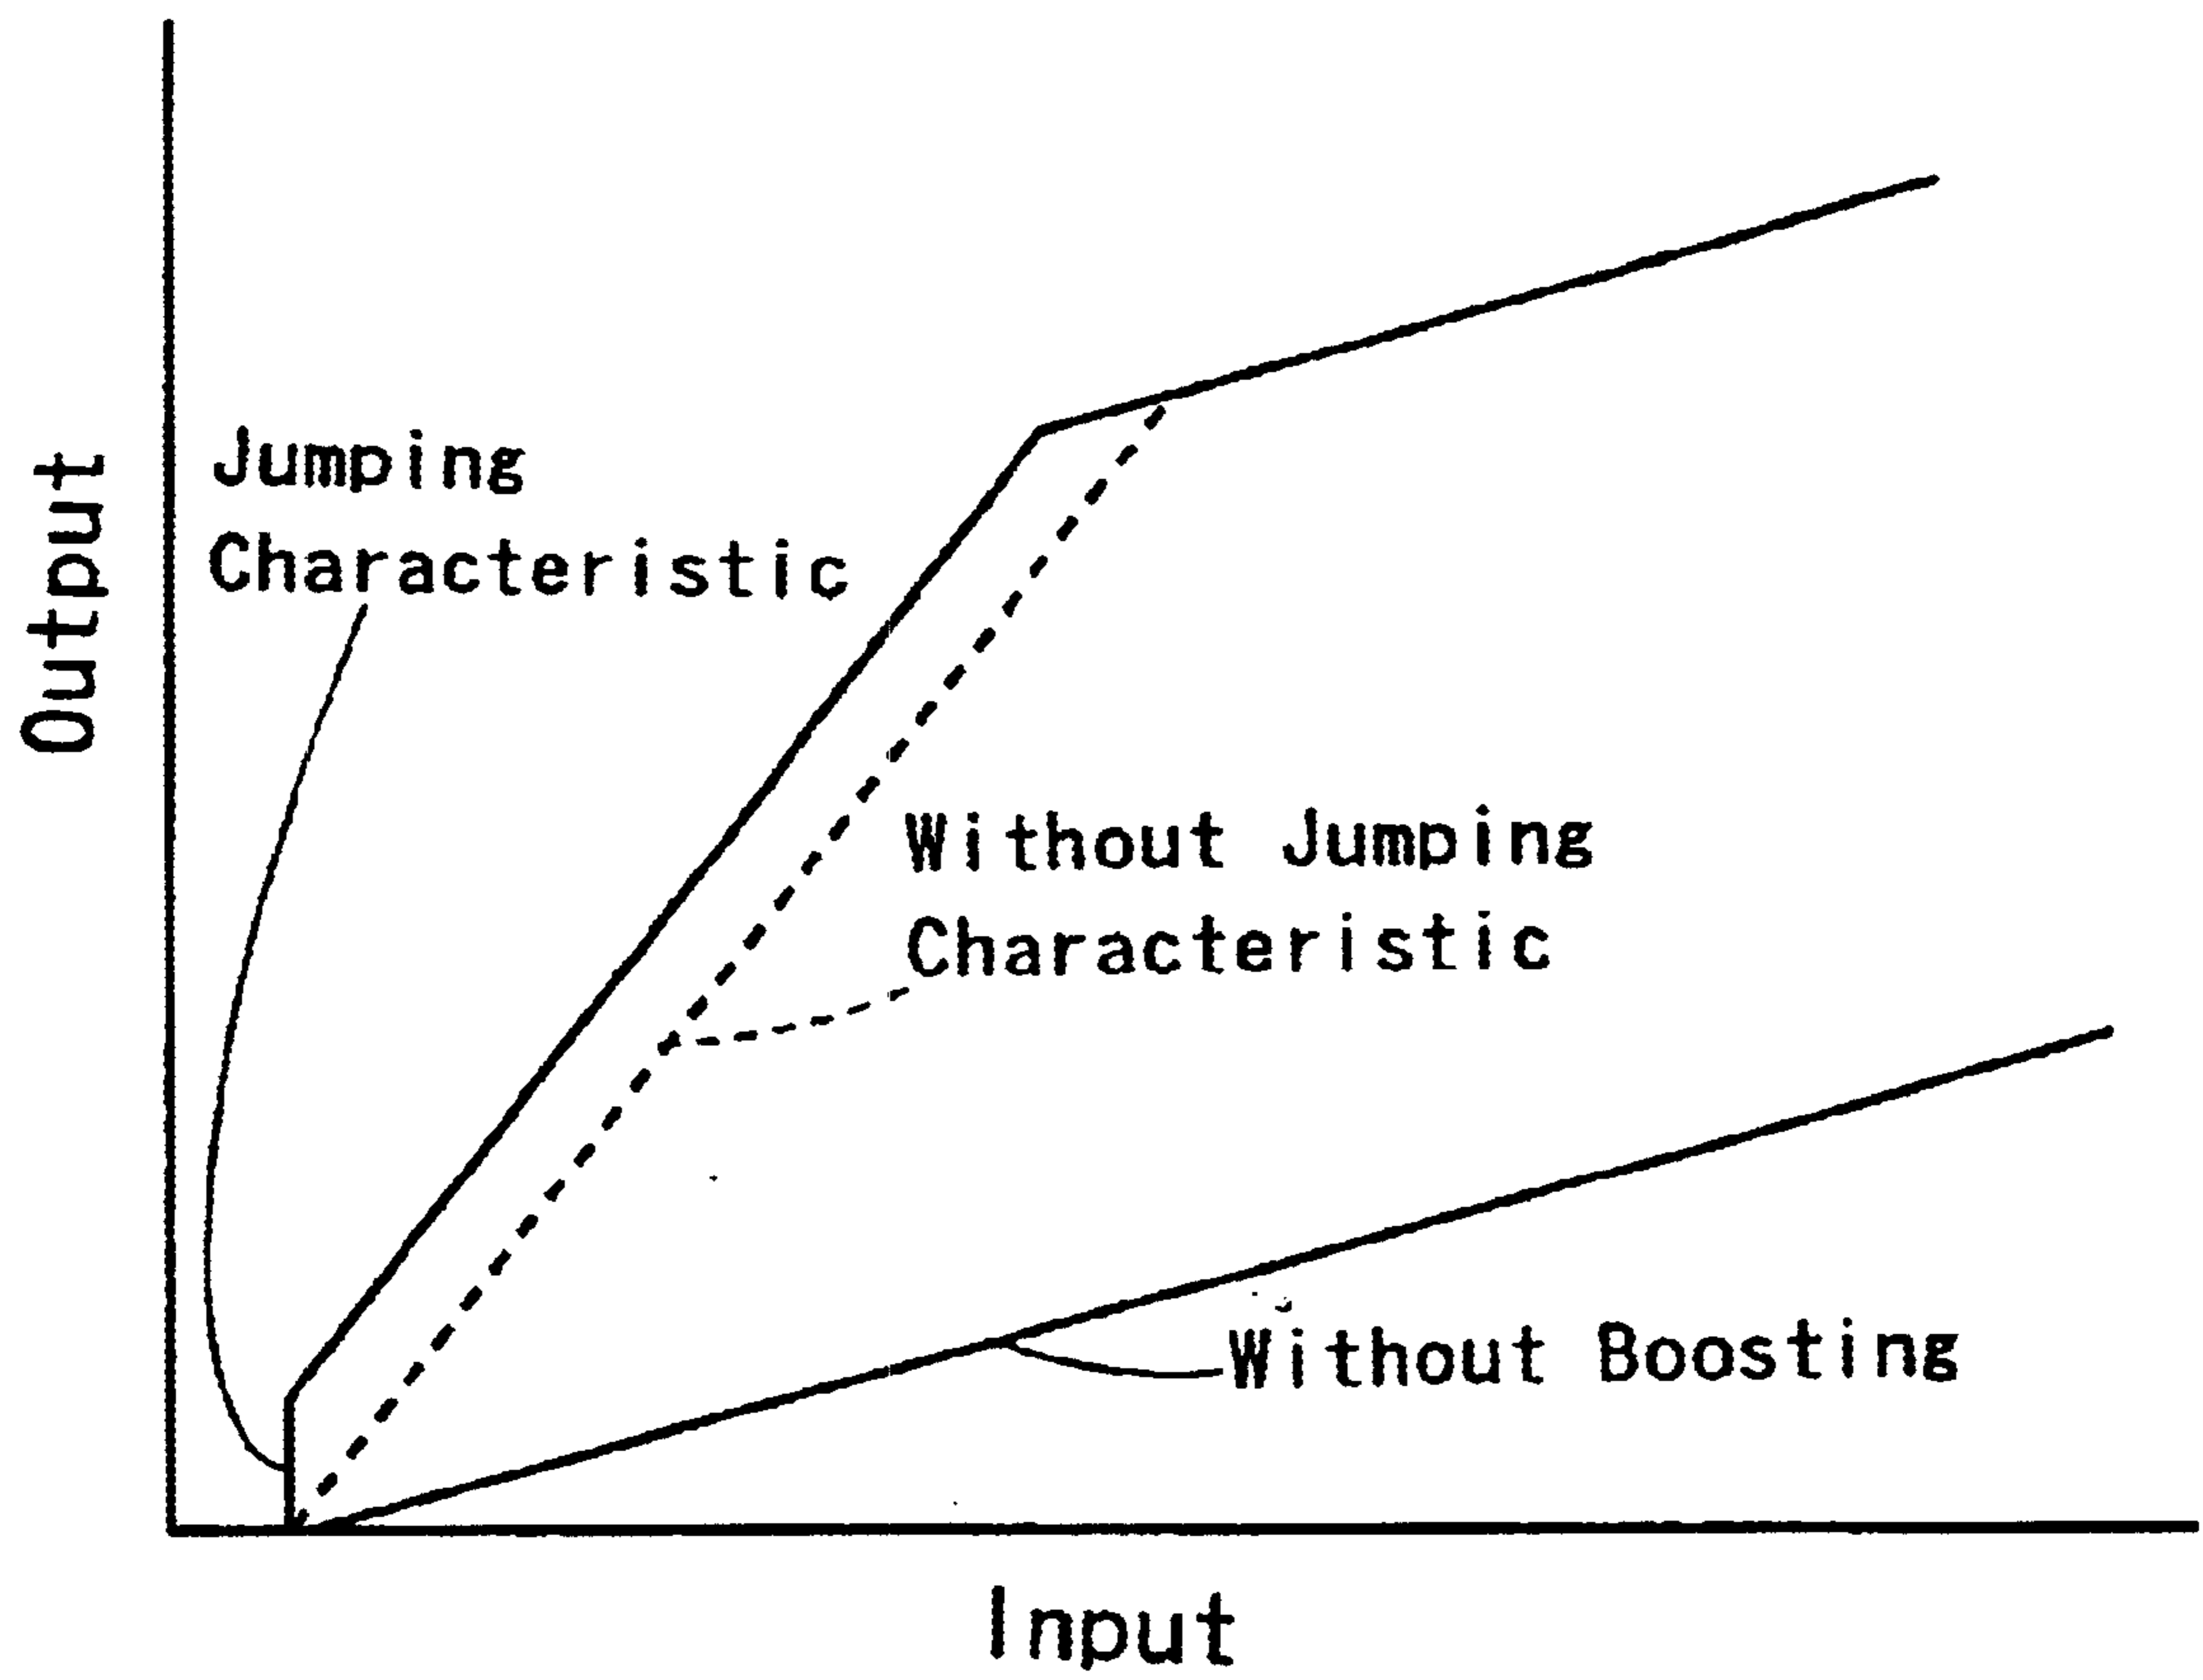 Output
Jumping
Characteristic
Without Jumping
Characteristic
Without Boosting
Input